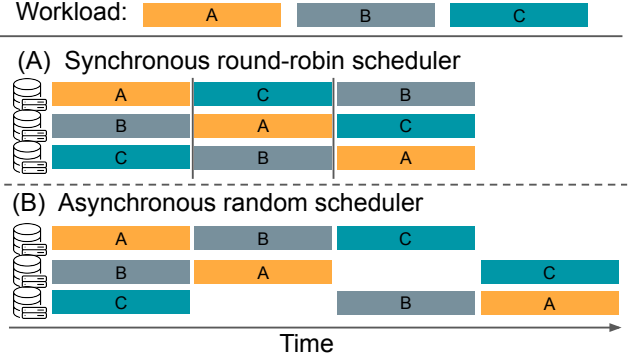 Workload: A B C
(A) Synchronous round-robin scheduler
A C B
B A C
C B A
(B) Asynchronous random scheduler
A B C
B A C
C B A
Time